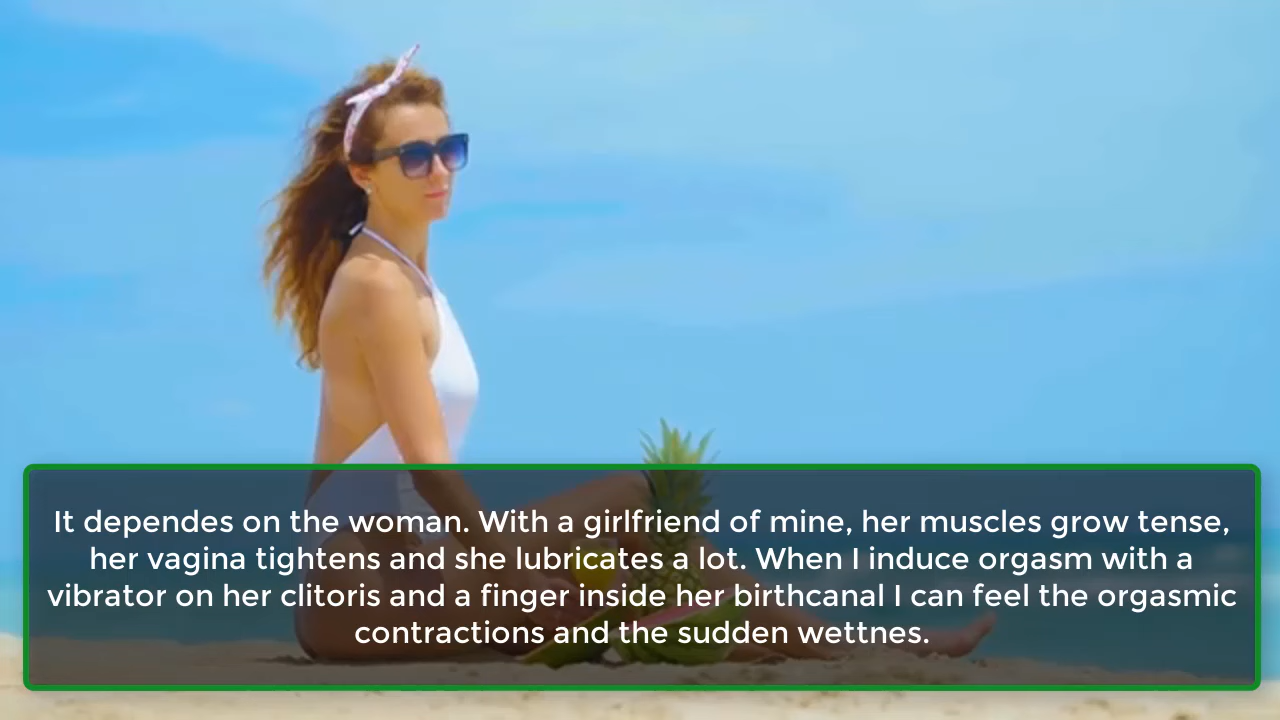 It dependes on the woman. With a girlfriend of mine, her muscles grow tense,
her vagina tightens and she lubricates a lot. When I induce orgasm with a
vibrator on her clitoris and a finger inside her birthcanal I can feel the orgasmic
contractions and the sudden wettnes.